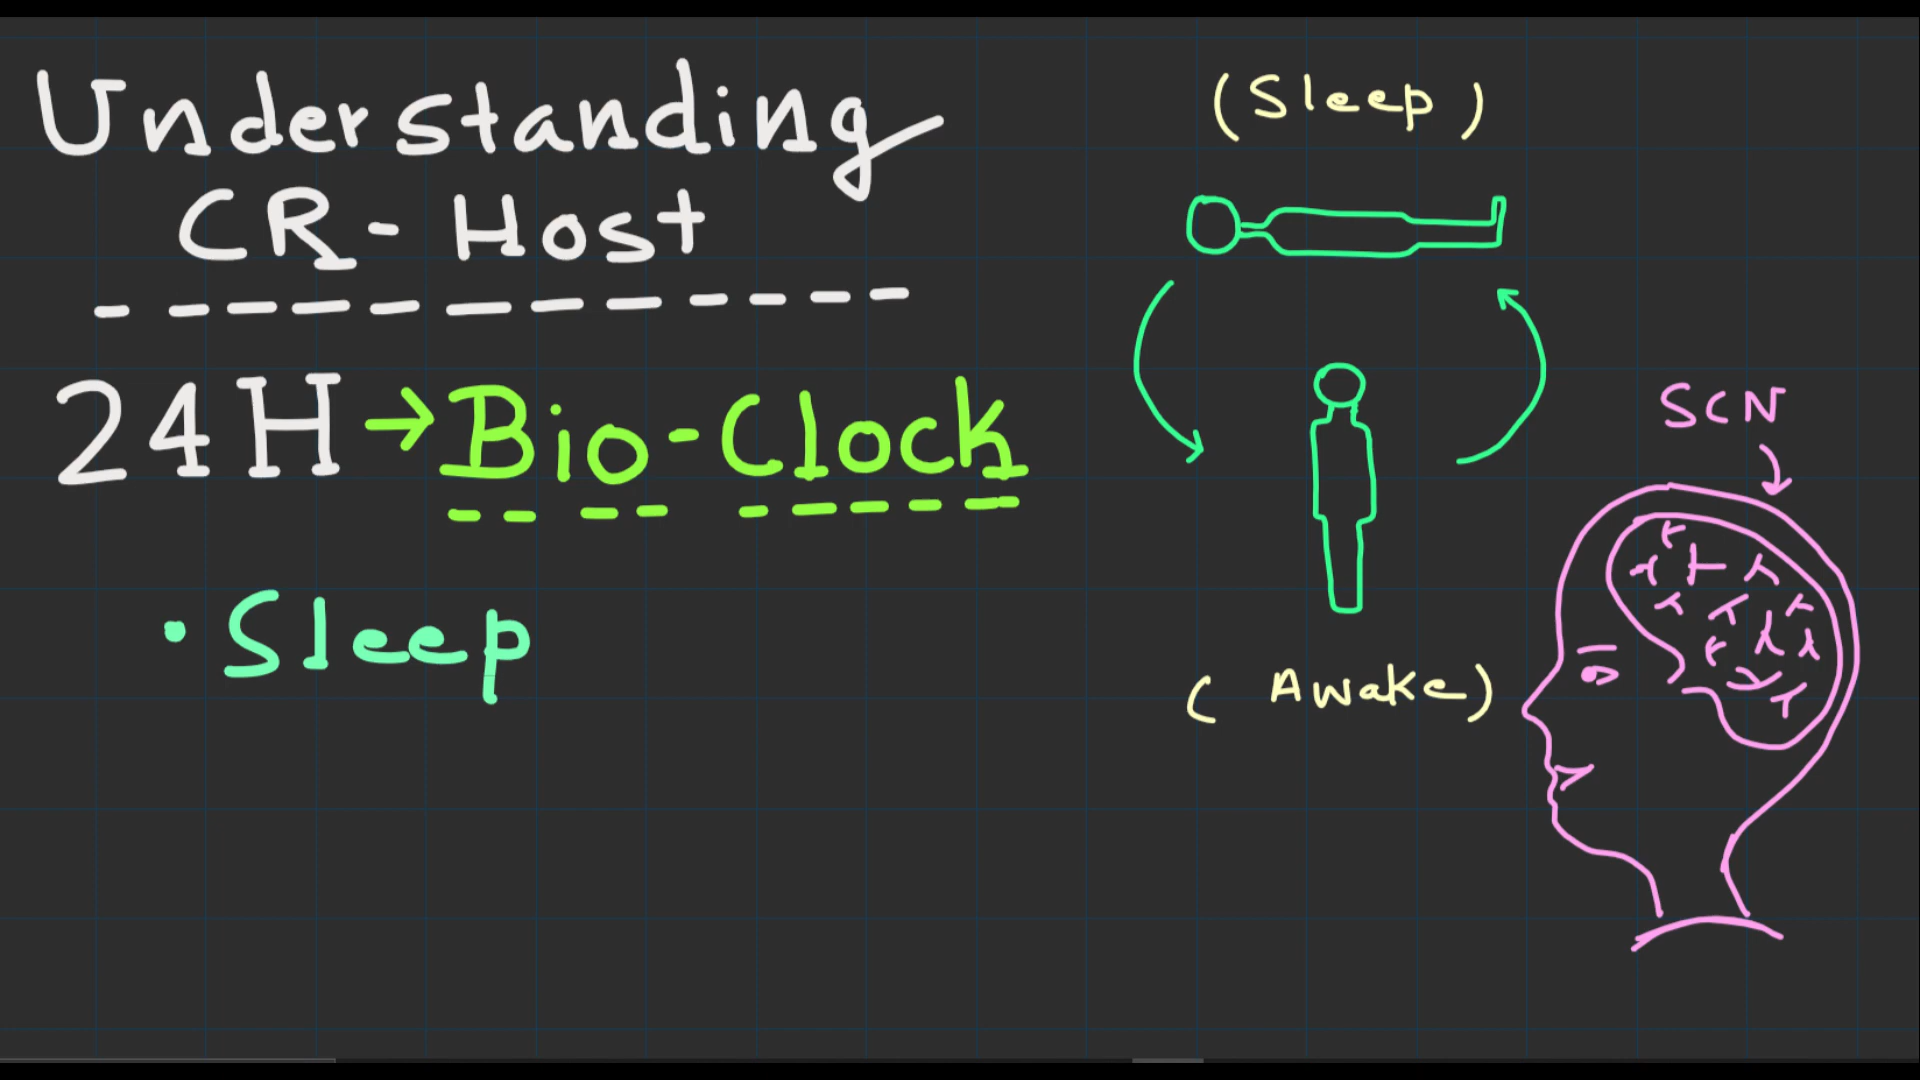 Understanding
CR-Host
24H → Bio-Clock
• Sleep
(Sleep)
(Awake)
SCN